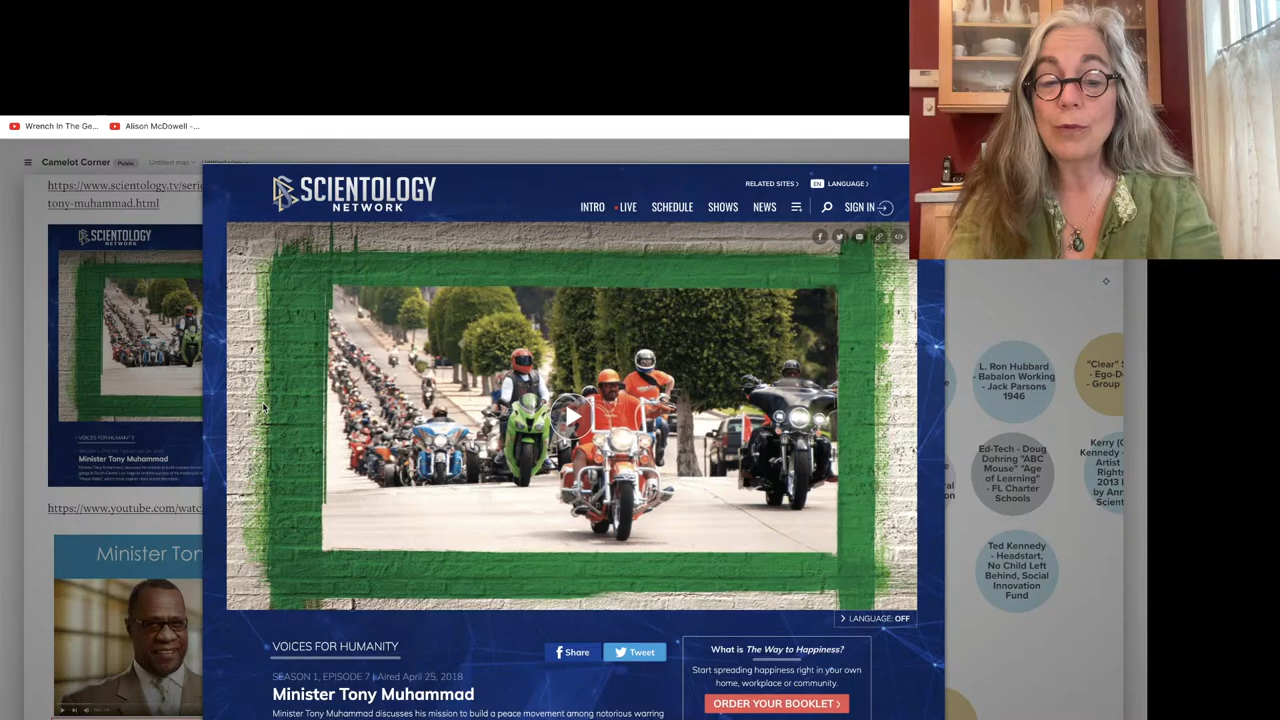 Wrench In The Ge...
Alison McDowell -...
Camelot Corner
Public
Untitled map
https://www.scientology.tv/seri
tony-muhammad.html
SCIENTOLOGY
NETWORK
VOICES FOR HUMANITY
Minister Tony Muhammad
https://www.youtube.com/watc
Minister Ton
SCIENTOLOGY
NETWORK
RELATED SITES
EN
LANGUAGE
INTRO
LIVE
SCHEDULE
SHOWS
NEWS
SIGN IN
LANGUAGE: OFF
VOICES FOR HUMANITY
Share
Tweet
SEASON 1, EPISODE 7 | Aired April 25, 2018
Minister Tony Muhammad
Minister Tony Muhammad discusses his mission to build a peace movement among notorious warring
What is The Way to Happiness?
Start spreading happiness right in your own
home, workplace or community.
ORDER YOUR BOOKLET
L. Ron Hubbard
- Babalon Working
- Jack Parsons
1946
"Clear" S
- Ego-D
- Group
Ed-Tech - Doug
Dohring "ABC
Mouse" "Age
of Learning"
- FL Charter
Schools
Kerry (C
Kennedy -
Artist
Rights
2013 
by Ann
Scient
Ted Kennedy
- Headstart,
No Child Left
Behind, Social
Innovation
Fund